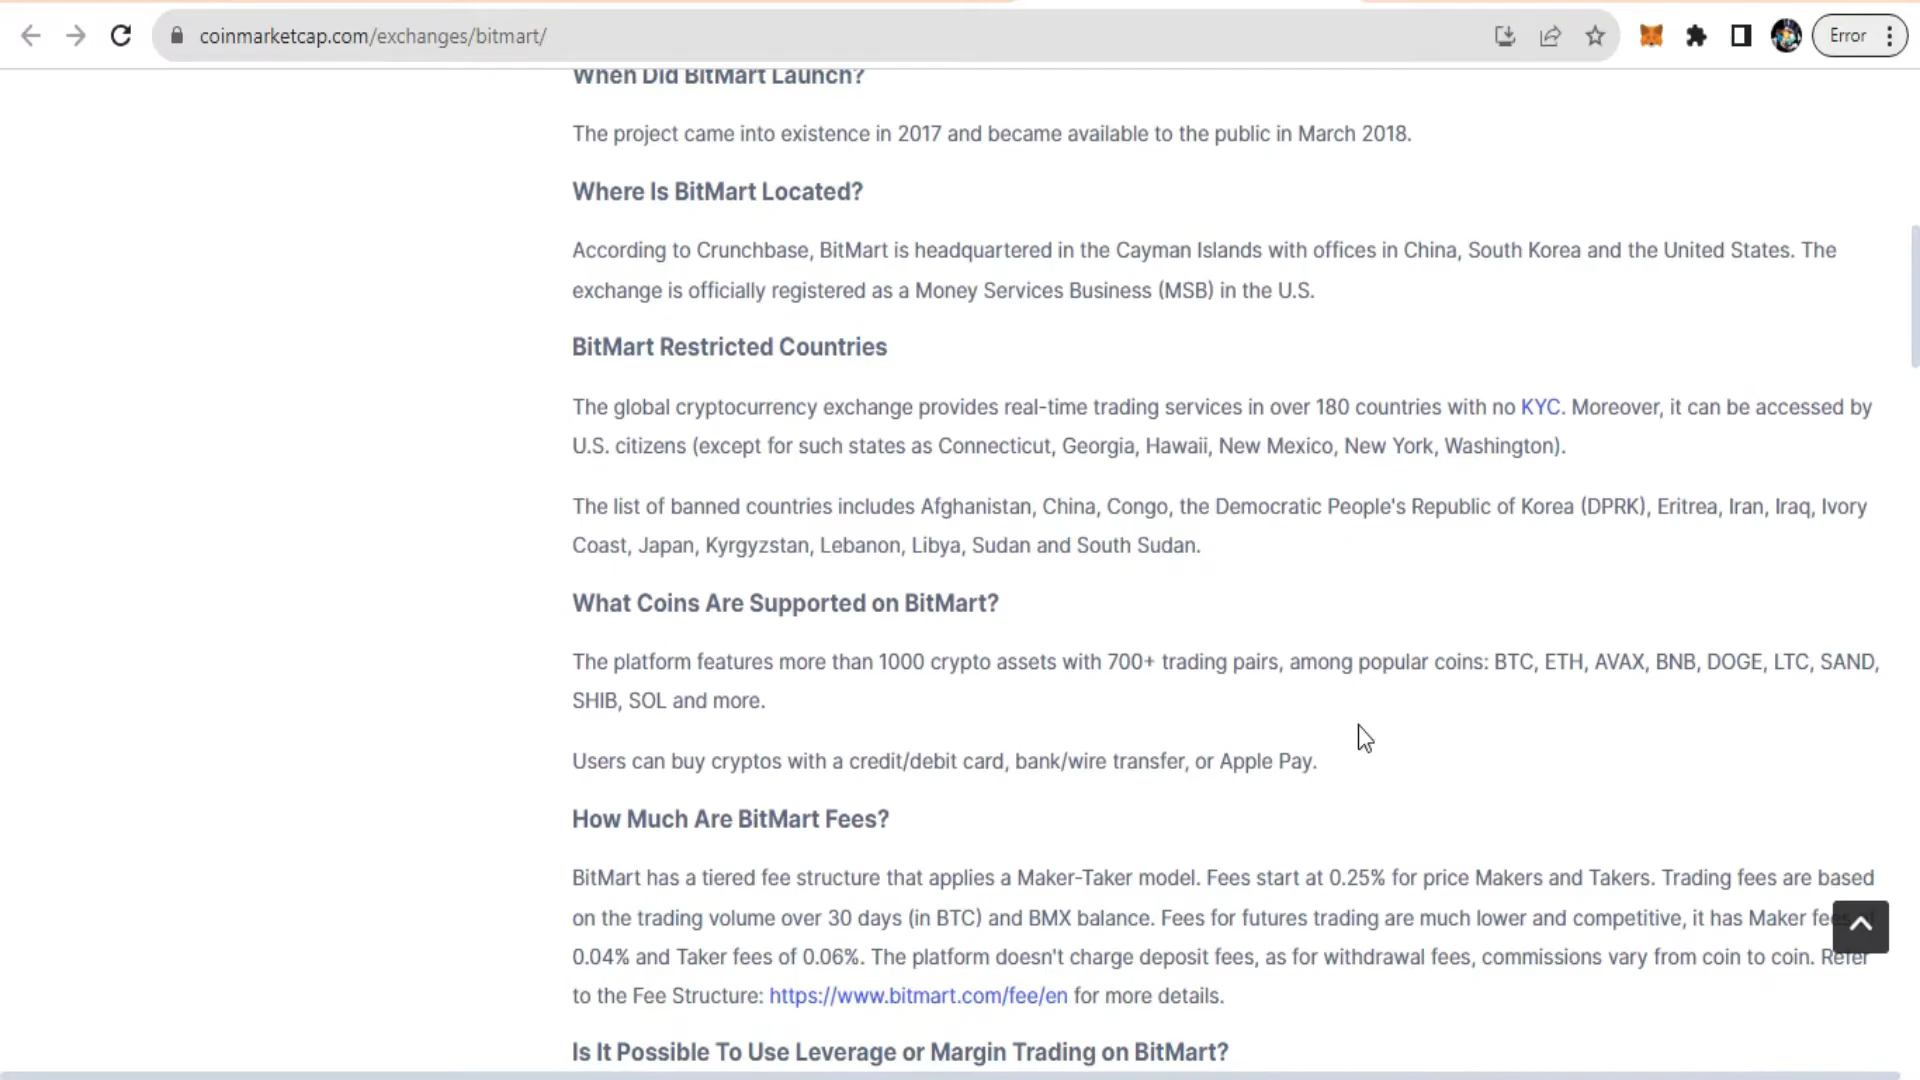 coinmarketcap.com/exchanges/bitmart/
Error
When Did BitMart Launch?
The project came into existence in 2017 and became available to the public in March 2018.
Where Is BitMart Located?
According to Crunchbase, BitMart is headquartered in the Cayman Islands with offices in China, South Korea and the United States. The
exchange is officially registered as a Money Services Business (MSB) in the U.S.
BitMart Restricted Countries
The global cryptocurrency exchange provides real-time trading services in over 180 countries with no KYC. Moreover, it can be accessed by
U.S. citizens (except for such states as Connecticut, Georgia, Hawaii, New Mexico, New York, Washington).
The list of banned countries includes Afghanistan, China, Congo, the Democratic People's Republic of Korea (DPRK), Eritrea, Iran, Iraq, Ivory
Coast, Japan, Kyrgyzstan, Lebanon, Libya, Sudan and South Sudan.
What Coins Are Supported on BitMart?
The platform features more than 1000 crypto assets with 700+ trading pairs, among popular coins: BTC, ETH, AVAX, BNB, DOGE, LTC, SAND,
SHIB, SOL and more.
Users can buy cryptos with a credit/debit card, bank/wire transfer, or Apple Pay.
How Much Are BitMart Fees?
BitMart has a tiered fee structure that applies a Maker-Taker model. Fees start at 0.25% for price Makers and Takers. Trading fees are based
on the trading volume over 30 days (in BTC) and BMX balance. Fees for futures trading are much lower and competitive, it has Maker fees of
0.04% and Taker fees of 0.06%. The platform doesn't charge deposit fees, as for withdrawal fees, commissions vary from coin to coin. Refer
to the Fee Structure: https://www.bitmart.com/fee/en for more details.
Is It Possible To Use Leverage or Margin Trading on BitMart?